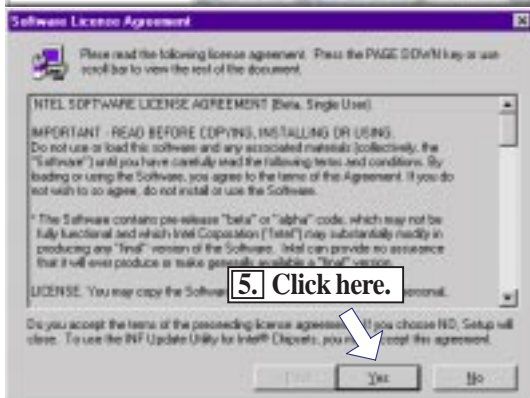 Software License Agreement
Please read the following license agreement. Press the PAGE DOWN key or use
scroll bar to view the rest of the document.
INTEL SOFTWARE LICENSE AGREEMENT (Beta, Single User)
IMPORTANT - READ BEFORE COPYING, INSTALLING OR USING.
Do not use or load this software and any associated materials (collectively, the
"Software") until you have carefully read the following terms and conditions. By
loading or using the Software, you agree to the terms of this Agreement. If you do
not wish to so agree, do not install or use the Software.
* The Software contains pre-release "beta" or "alpha" code, which may not be
fully functional and which Intel Corporation ("Intel") may substantially modify in
producing any "final" version of the Software. Intel can provide no assurance
that it will ever produce or make generally available a "final" version.
5. Click here.
LICENSE. You may copy the Software personal,
Do you accept the terms of the preceeding license agreement? If you choose NO, Setup will
close. To use the INF Update Utility for Intel® Chipsets, you accept this agreement.
Yes
No